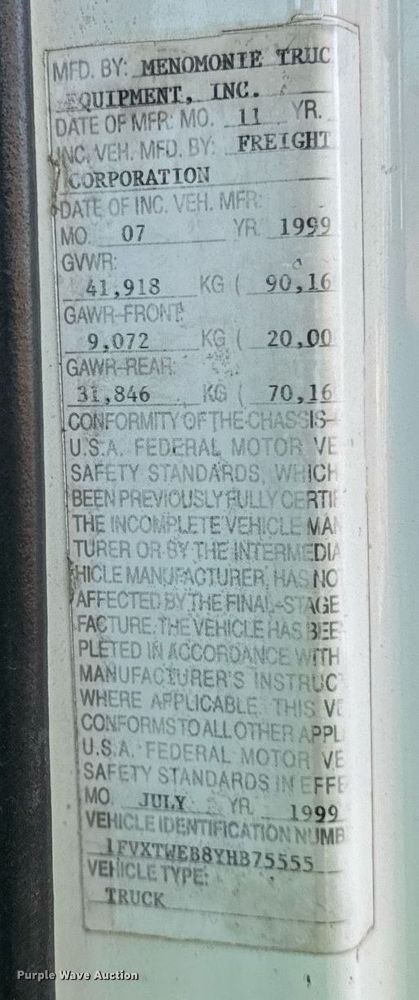 MFD. BY: MENOMONIE TRUC
EQUIPMENT, INC.
DATE OF MFR: MO. 11 YR.
INC. VEH. MFD. BY: FREIGHT
CORPORATION
DATE OF INC. VEH. MFR:
MO. 07 YR 1999
GVWR:
41,918 KG ( 90,16
GAWR-FRONT:
9,072 KG ( 20,00
GAWR-REAR:
31,846 KG ( 70,16
CONFORMITY OF THE CHASSIS-
U.S.A. FEDERAL MOTOR VE
SAFETY STANDARDS, WHICH
BEEN PREVIOUSLY FULLY CERTIF
THE INCOMPLETE VEHICLE MAN
TURER OR BY THE INTERMEDIA
HICLE MANUFACTURER, HAS NO
AFFECTED BY THE FINAL-STAGE
FACTURE. THE VEHICLE HAS BEE
PLETED IN ACCORDANCE WITH
MANUFACTURER'S INSTRUC
WHERE APPLICABLE. THIS VE
CONFORMS TO ALL OTHER APPL
U.S.A. FEDERAL MOTOR VE
SAFETY STANDARDS IN EFFE
MO. JULY YR. 1999
VEHICLE IDENTIFICATION NUMB
1FVXTWEB8YHB75555
VEHICLE TYPE:
TRUCK
Purple Wave Auction